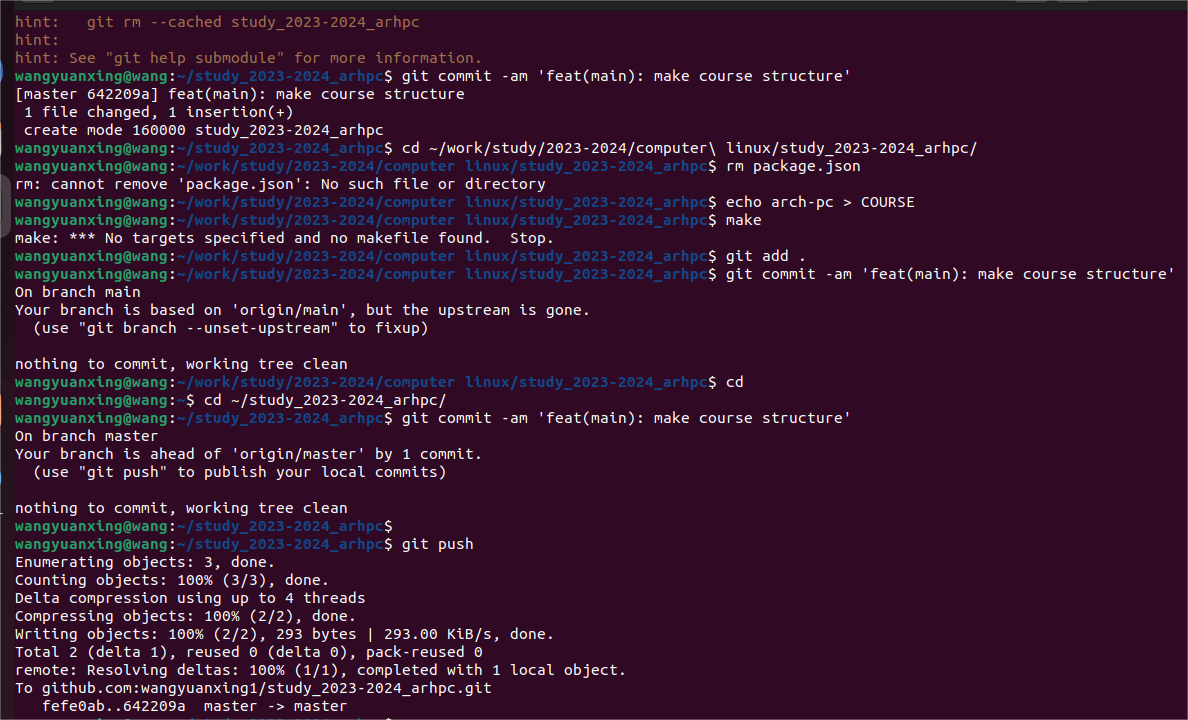 hint:   git rm --cached study_2023-2024_arhpc
hint:
hint: See "git help submodule" for more information.
wangyuanxing@wang:~/study_2023-2024_arhpc$ git commit -am 'feat(main): make course structure'
[master 642209a] feat(main): make course structure
 1 file changed, 1 insertion(+)
 create mode 160000 study_2023-2024_arhpc
wangyuanxing@wang:~/study_2023-2024_arhpc$ cd ~/work/study/2023-2024/computer\ linux/study_2023-2024_arhpc/
wangyuanxing@wang:~/work/study/2023-2024/computer linux/study_2023-2024_arhpc$ rm package.json
rm: cannot remove 'package.json': No such file or directory
wangyuanxing@wang:~/work/study/2023-2024/computer linux/study_2023-2024_arhpc$ echo arch-pc > COURSE
wangyuanxing@wang:~/work/study/2023-2024/computer linux/study_2023-2024_arhpc$ make
make: *** No targets specified and no makefile found.  Stop.
wangyuanxing@wang:~/work/study/2023-2024/computer linux/study_2023-2024_arhpc$ git add .
wangyuanxing@wang:~/work/study/2023-2024/computer linux/study_2023-2024_arhpc$ git commit -am 'feat(main): make course structure'
On branch main
Your branch is based on 'origin/main', but the upstream is gone.
  (use "git branch --unset-upstream" to fixup)

nothing to commit, working tree clean
wangyuanxing@wang:~/work/study/2023-2024/computer linux/study_2023-2024_arhpc$ cd
wangyuanxing@wang:~$ cd ~/study_2023-2024_arhpc/
wangyuanxing@wang:~/study_2023-2024_arhpc$ git commit -am 'feat(main): make course structure'
On branch master
Your branch is ahead of 'origin/master' by 1 commit.
  (use "git push" to publish your local commits)

nothing to commit, working tree clean
wangyuanxing@wang:~/study_2023-2024_arhpc$
wangyuanxing@wang:~/study_2023-2024_arhpc$ git push
Enumerating objects: 3, done.
Counting objects: 100% (3/3), done.
Delta compression using up to 4 threads
Compressing objects: 100% (2/2), done.
Writing objects: 100% (2/2), 293 bytes | 293.00 KiB/s, done.
Total 2 (delta 1), reused 0 (delta 0), pack-reused 0
remote: Resolving deltas: 100% (1/1), completed with 1 local object.
To github.com:wangyuanxing1/study_2023-2024_arhpc.git
   fefe0ab..642209a  master -> master